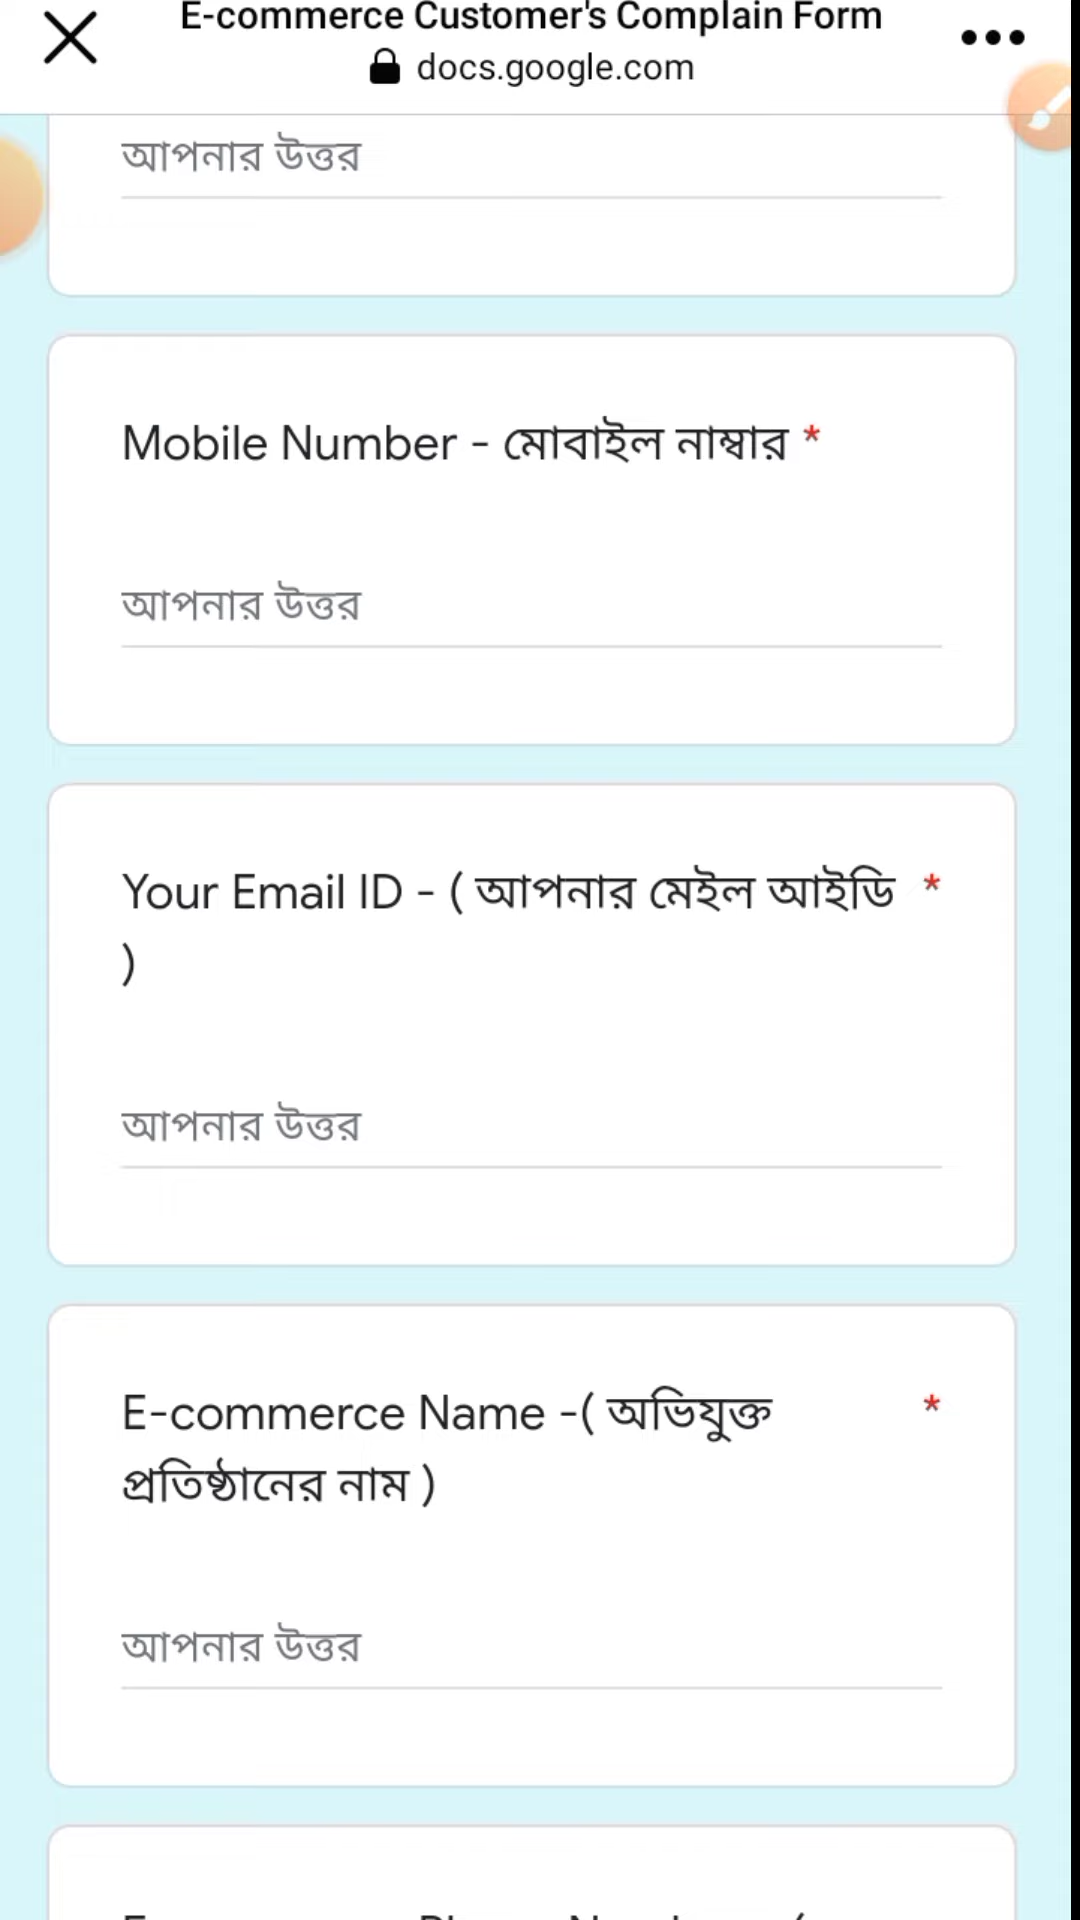 E-commerce Customer's Complain Form
docs.google.com
আপনার উত্তর
Mobile Number - মোবাইল নাম্বার *
আপনার উত্তর
Your Email ID - ( আপনার মেইল আইডি *
)
আপনার উত্তর
E-commerce Name -( অভিযুক্ত *
প্রতিষ্ঠানের নাম )
আপনার উত্তর